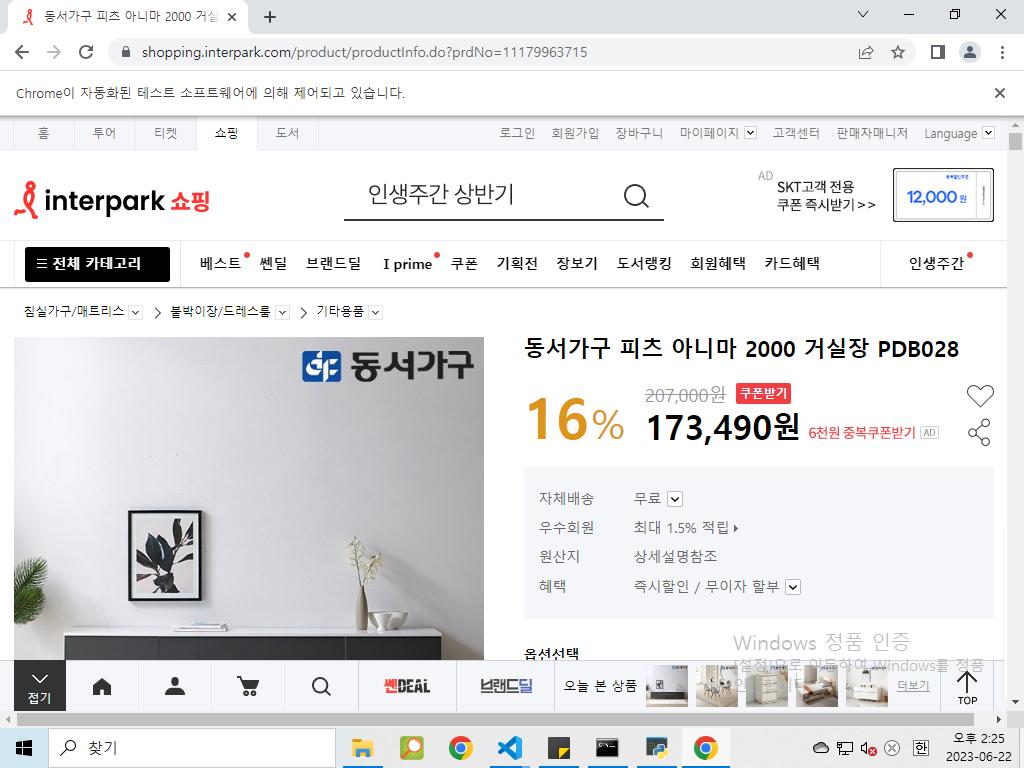 동서가구 피츠 아니마 2000 거실
shopping.interpark.com/product/productInfo.do?prdNo=11179963715
Chrome이 자동화된 테스트 소프트웨어에 의해 제어되고 있습니다.
홈 투어 티켓 쇼핑 도서 로그인 회원가입 장바구니 마이페이지 고객센터 판매자매니저 Language
interpark 쇼핑
인생주간 상반기
AD
SKT고객 전용
쿠폰 즉시받기 >>
중복할인쿠폰
12,000원
전체 카테고리 베스트 쎈딜 브랜드딜 I prime 쿠폰 기획전 장보기 도서랭킹 회원혜택 카드혜택 인생주간
침실가구/매트리스 > 붙박이장/드레스룸 > 기타용품
동서가구
동서가구 피츠 아니마 2000 거실장 PDB028
16%
207,000원 쿠폰받기
173,490원 6천원 중복쿠폰받기 AD
자체배송 무료
우수회원 최대 1.5% 적립
원산지 상세설명참조
혜택 즉시할인 / 무이자 할부
옵션선택
Windows 정품 인증
[설정]으로 이동하여 Windows를 정품
접기
쎈DEAL
브랜드딜
오늘 본 상품
더보기
TOP
찾기
오후 2:25
2023-06-22
한